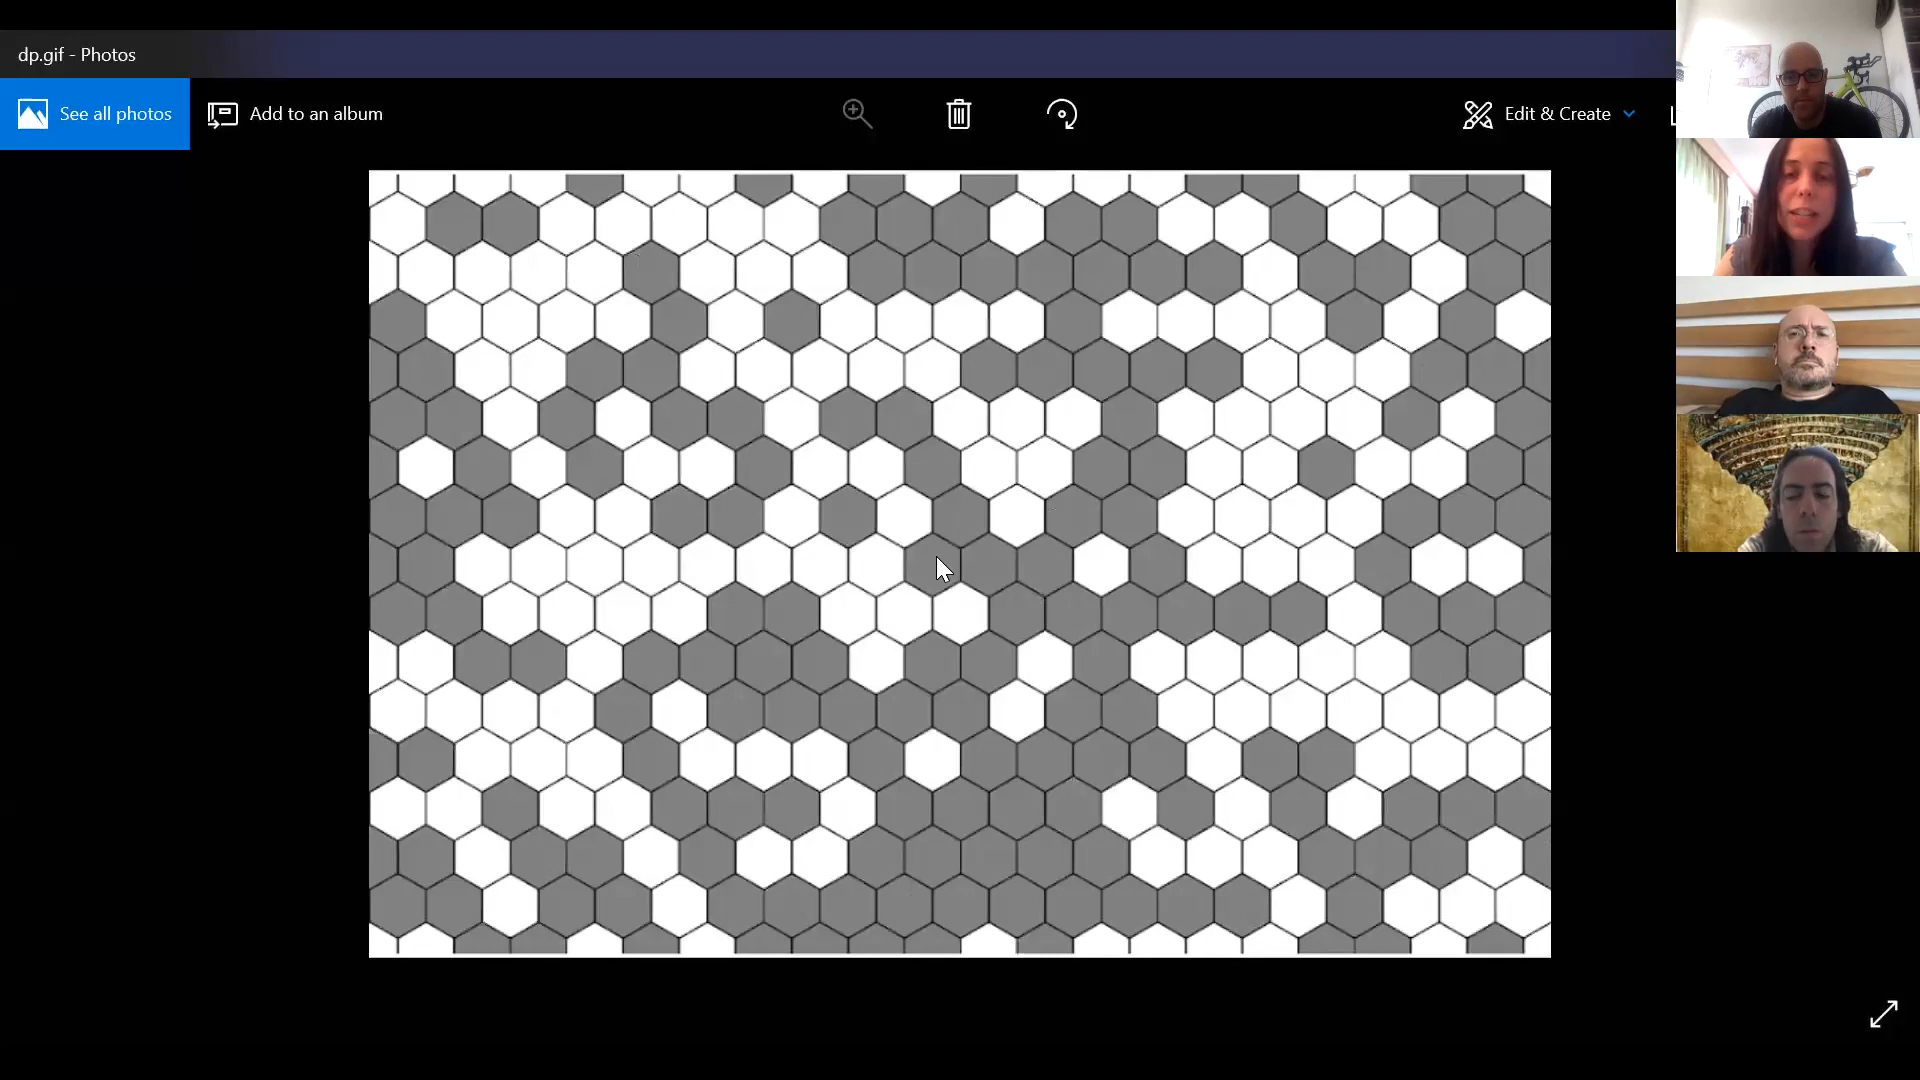 dp.gif - Photos
See all photos
Add to an album
Edit & Create